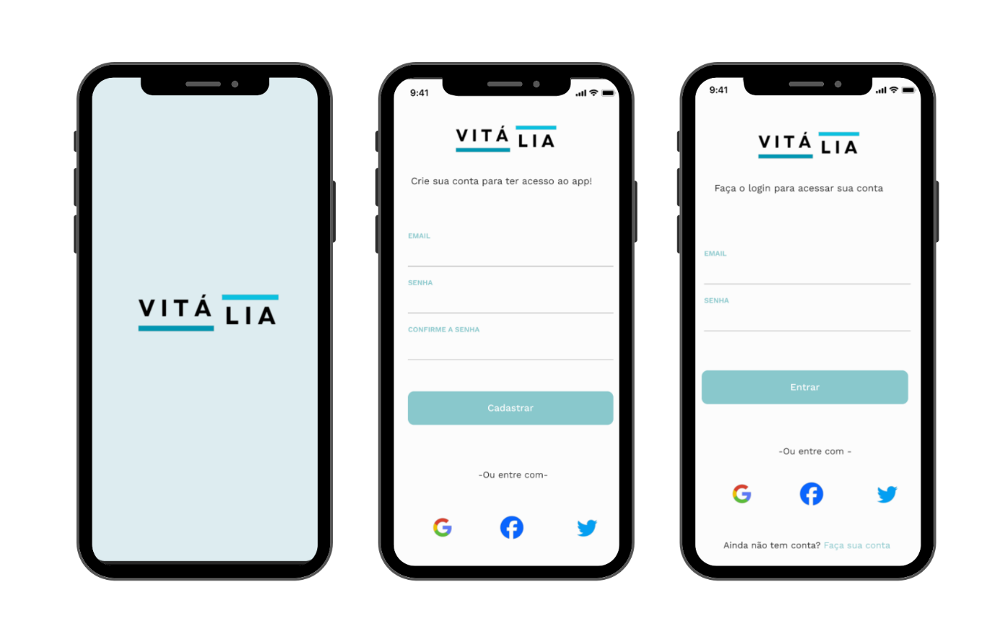 VITÁ LIA
9:41
VITÁ LIA
Crie sua conta para ter acesso ao app!
EMAIL
SENHA
CONFIRME A SENHA
Cadastrar
-Ou entre com-
9:41
VITÁ LIA
Faça o login para acessar sua conta
EMAIL
SENHA
Entrar
-Ou entre com -
Ainda não tem conta? Faça sua conta